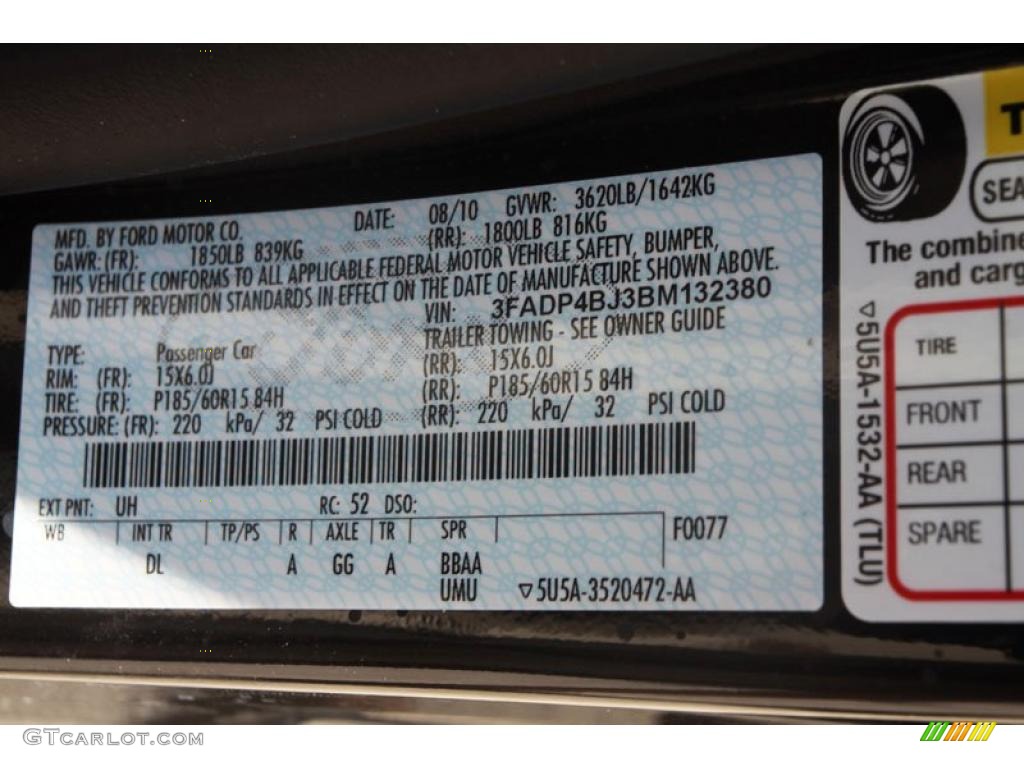 MFD. BY FORD MOTOR CO. DATE: 08/10 GVWR: 3620LB/1642KG
GAWR: (FR): 1850LB 839KG (RR): 1800LB 816KG
THIS VEHICLE CONFORMS TO ALL APPLICABLE FEDERAL MOTOR VEHICLE SAFETY, BUMPER,
AND THEFT PREVENTION STANDARDS IN EFFECT ON THE DATE OF MANUFACTURE SHOWN ABOVE.
VIN: 3FADP4BJ3BM132380
TYPE: Passenger Car TRAILER TOWING - SEE OWNER GUIDE
RIM: (FR): 15X6.0J (RR): 15X6.0J
TIRE: (FR): P185/60R15 84H (RR): P185/60R15 84H
PRESSURE: (FR): 220 kPa/ 32 PSI COLD (RR): 220 kPa/ 32 PSI COLD
EXT PNT: UH RC: 52 DSO:
WB INT TR TP/PS R AXLE TR SPR F0077
DL A GG A BBAA
UMU ▽5U5A-3520472-AA
T
SEA
The combine
and carg
▽5U5A-1532-AA (TLU)
TIRE
FRONT
REAR
SPARE
GTCARLOT.COM